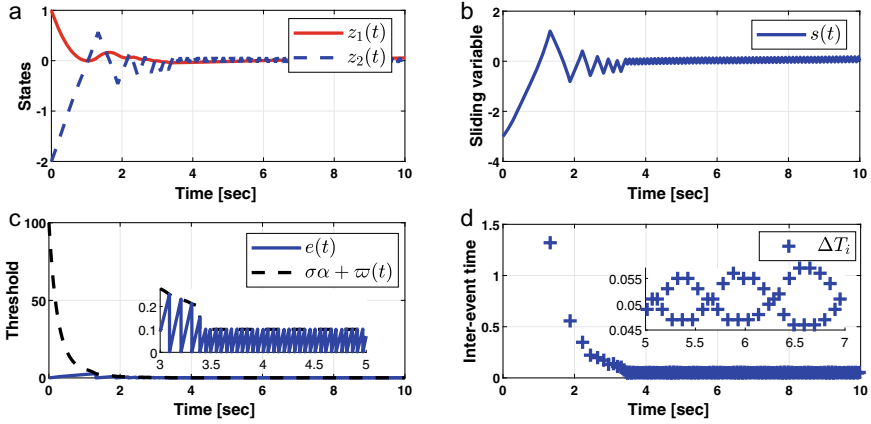 a
1
0
-1
-2
States
z₁(t)
z₂(t)
0 2 4 6 8 10
Time [sec]
b
2
0
-2
-4
Sliding variable
s(t)
0 2 4 6 8 10
Time [sec]
c
100
50
0
Threshold
e(t)
σα + ϖ(t)
0.2
0.1
0
3 3.5 4 4.5 5
0 2 4 6 8 10
Time [sec]
d
1.5
1
0.5
0
Inter-event time
ΔTᵢ
0.055
0.05
0.045
5 5.5 6 6.5 7
0 2 4 6 8 10
Time [sec]